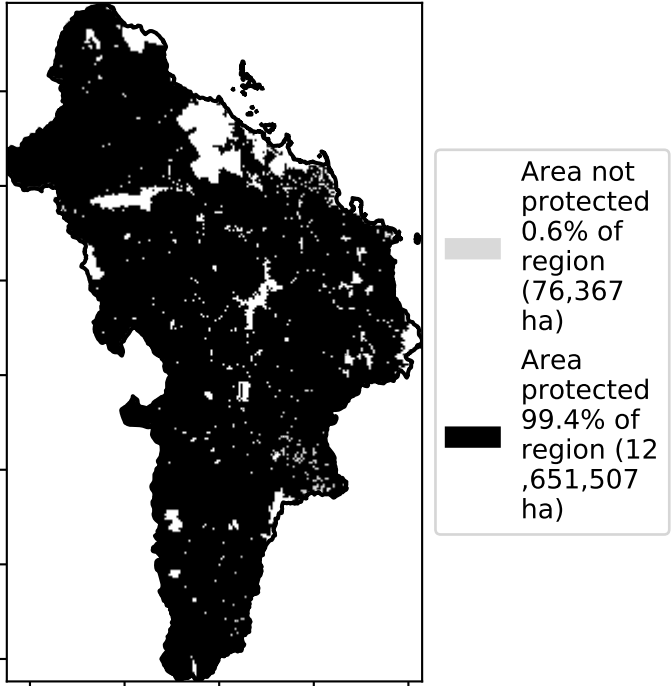 Area not
protected
0.6% of
region
(76,367
ha)
Area
protected
99.4% of
region (12
,651,507
ha)